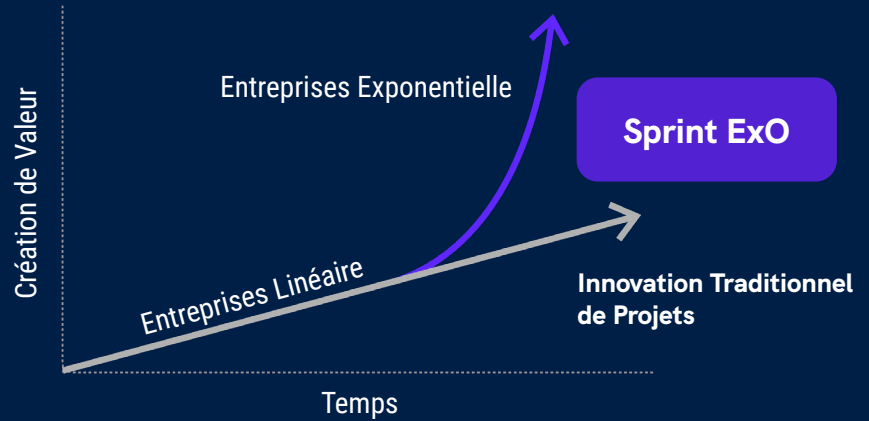 Entreprises Exponentielle
Sprint ExO
Création de Valeur
Entreprises Linéaire
Innovation Traditionnel
de Projets
Temps